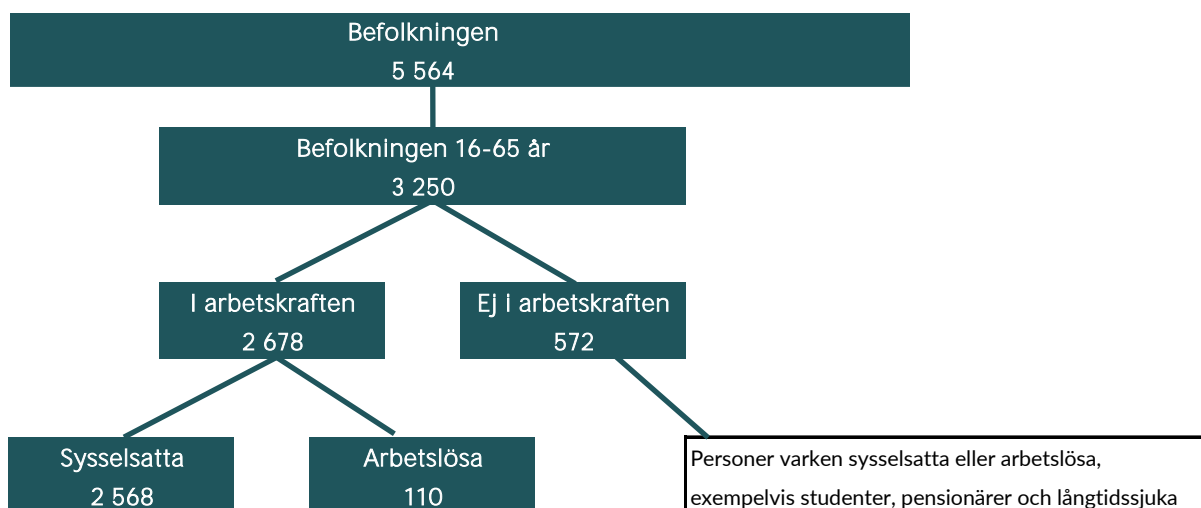 Befolkningen
5 564
Befolkningen 16-65 år
3 250
I arbetskraften
2 678
Ej i arbetskraften
572
Sysselsatta
2 568
Arbetslösa
110
Personer varken sysselsatta eller arbetslösa,
exempelvis studenter, pensionärer och långtidssjuka